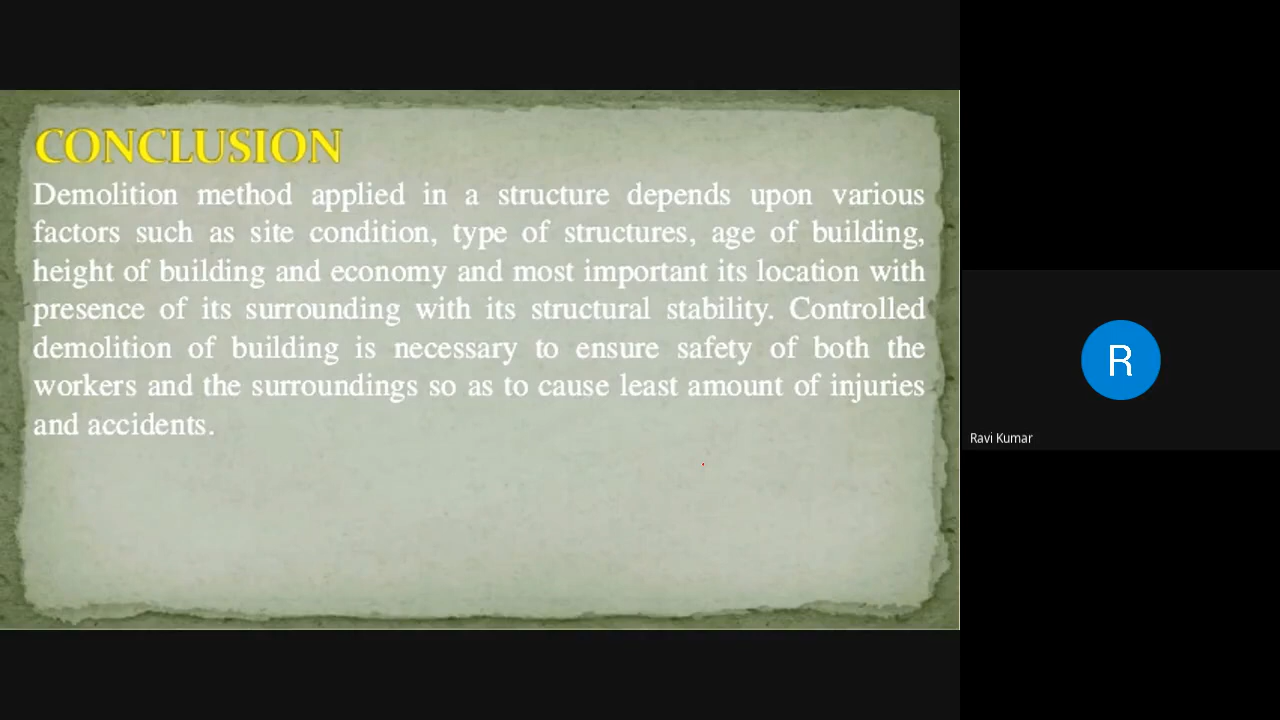 CONCLUSION
Demolition method applied in a structure depends upon various
factors such as site condition, type of structures, age of building,
height of building and economy and most important its location with
presence of its surrounding with its structural stability. Controlled
demolition of building is necessary to ensure safety of both the
workers and the surroundings so as to cause least amount of injuries
and accidents.
R
Ravi Kumar